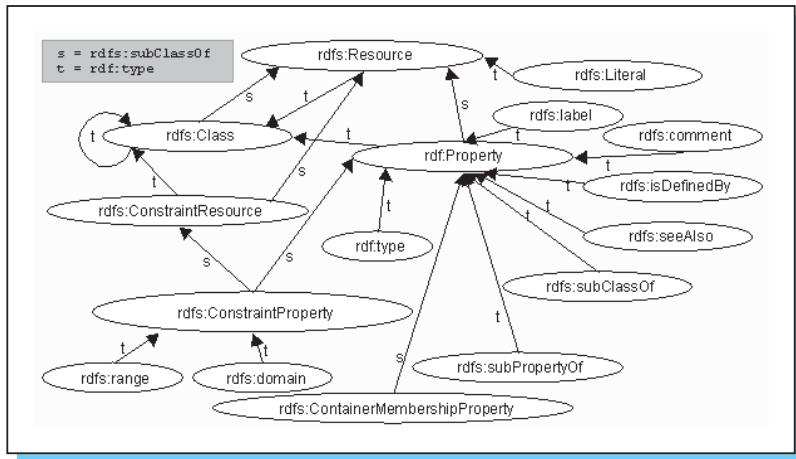 s = rdfs:subClassOf
t = rdf:type
rdfs:Resource
rdfs:Literal
t
s
t
s
rdfs:label
t
rdfs:Class
t
t
rdfs:comment
t
rdf:Property
s
t
rdfs:isDefinedBy
t
rdfs:ConstraintResource
t
t
t
rdf:type
rdfs:seeAlso
s
s
rdfs:subClassOf
rdfs:ConstraintProperty
t
t
t
s
rdfs:subPropertyOf
rdfs:range
rdfs:domain
rdfs:ContainerMembershipProperty